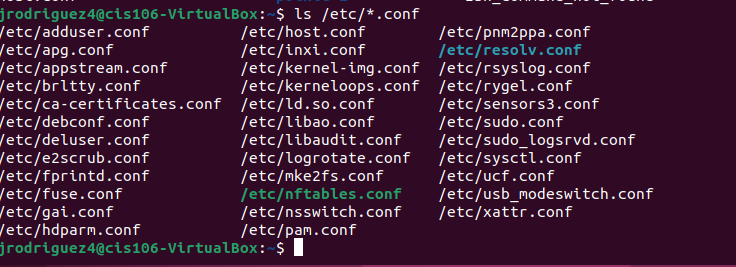 jrodriguez4@cis106-VirtualBox:~$ ls /etc/*.conf
/etc/adduser.conf /etc/host.conf /etc/pnm2ppa.conf
/etc/apg.conf /etc/inxi.conf /etc/resolv.conf
/etc/appstream.conf /etc/kernel-img.conf /etc/rsyslog.conf
/etc/brltty.conf /etc/kerneloops.conf /etc/rygel.conf
/etc/ca-certificates.conf /etc/ld.so.conf /etc/sensors3.conf
/etc/debconf.conf /etc/libao.conf /etc/sudo.conf
/etc/deluser.conf /etc/libaudit.conf /etc/sudo_logsrvd.conf
/etc/e2scrub.conf /etc/logrotate.conf /etc/sysctl.conf
/etc/fprintd.conf /etc/mke2fs.conf /etc/ucf.conf
/etc/fuse.conf /etc/nftables.conf /etc/usb_modeswitch.conf
/etc/gai.conf /etc/nsswitch.conf /etc/xattr.conf
/etc/hdparm.conf /etc/pam.conf
jrodriguez4@cis106-VirtualBox:~$